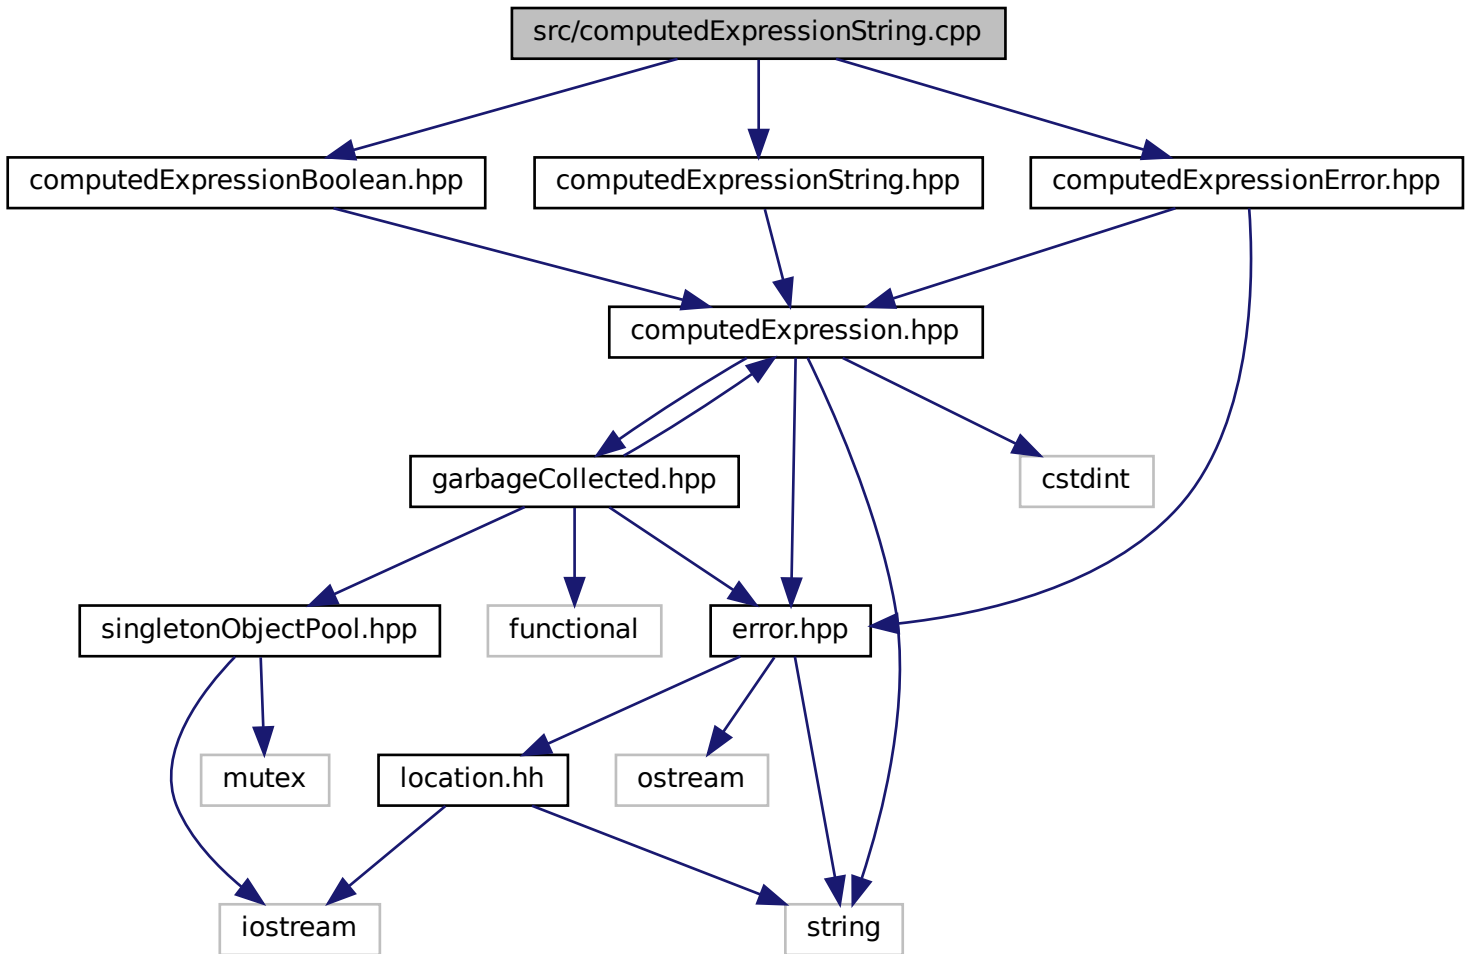 src/computedExpressionString.cpp
computedExpressionBoolean.hpp
computedExpressionString.hpp
computedExpressionError.hpp
computedExpression.hpp
garbageCollected.hpp
cstdint
singletonObjectPool.hpp
functional
error.hpp
mutex
location.hh
ostream
iostream
string